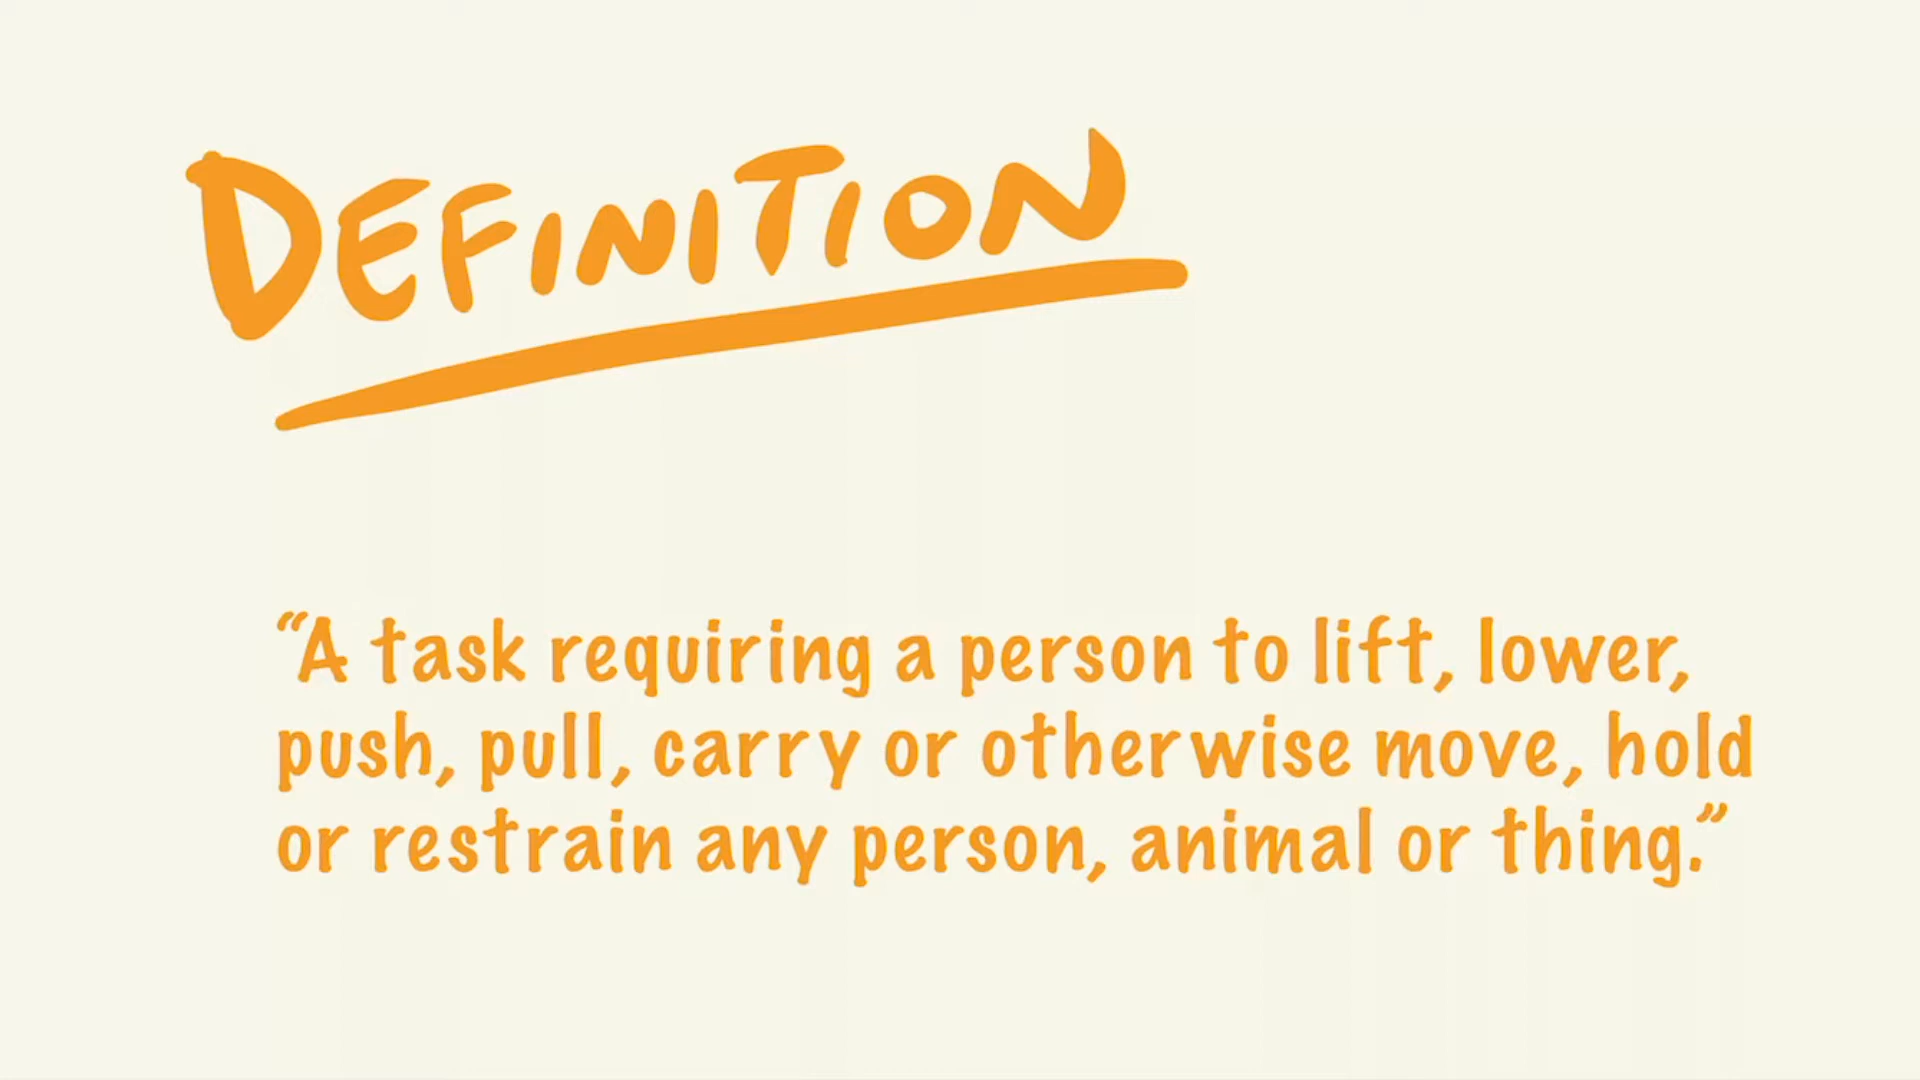 DEFINITION
“A task requiring a person to lift, lower,
push, pull, carry or otherwise move, hold
or restrain any person, animal or thing.”